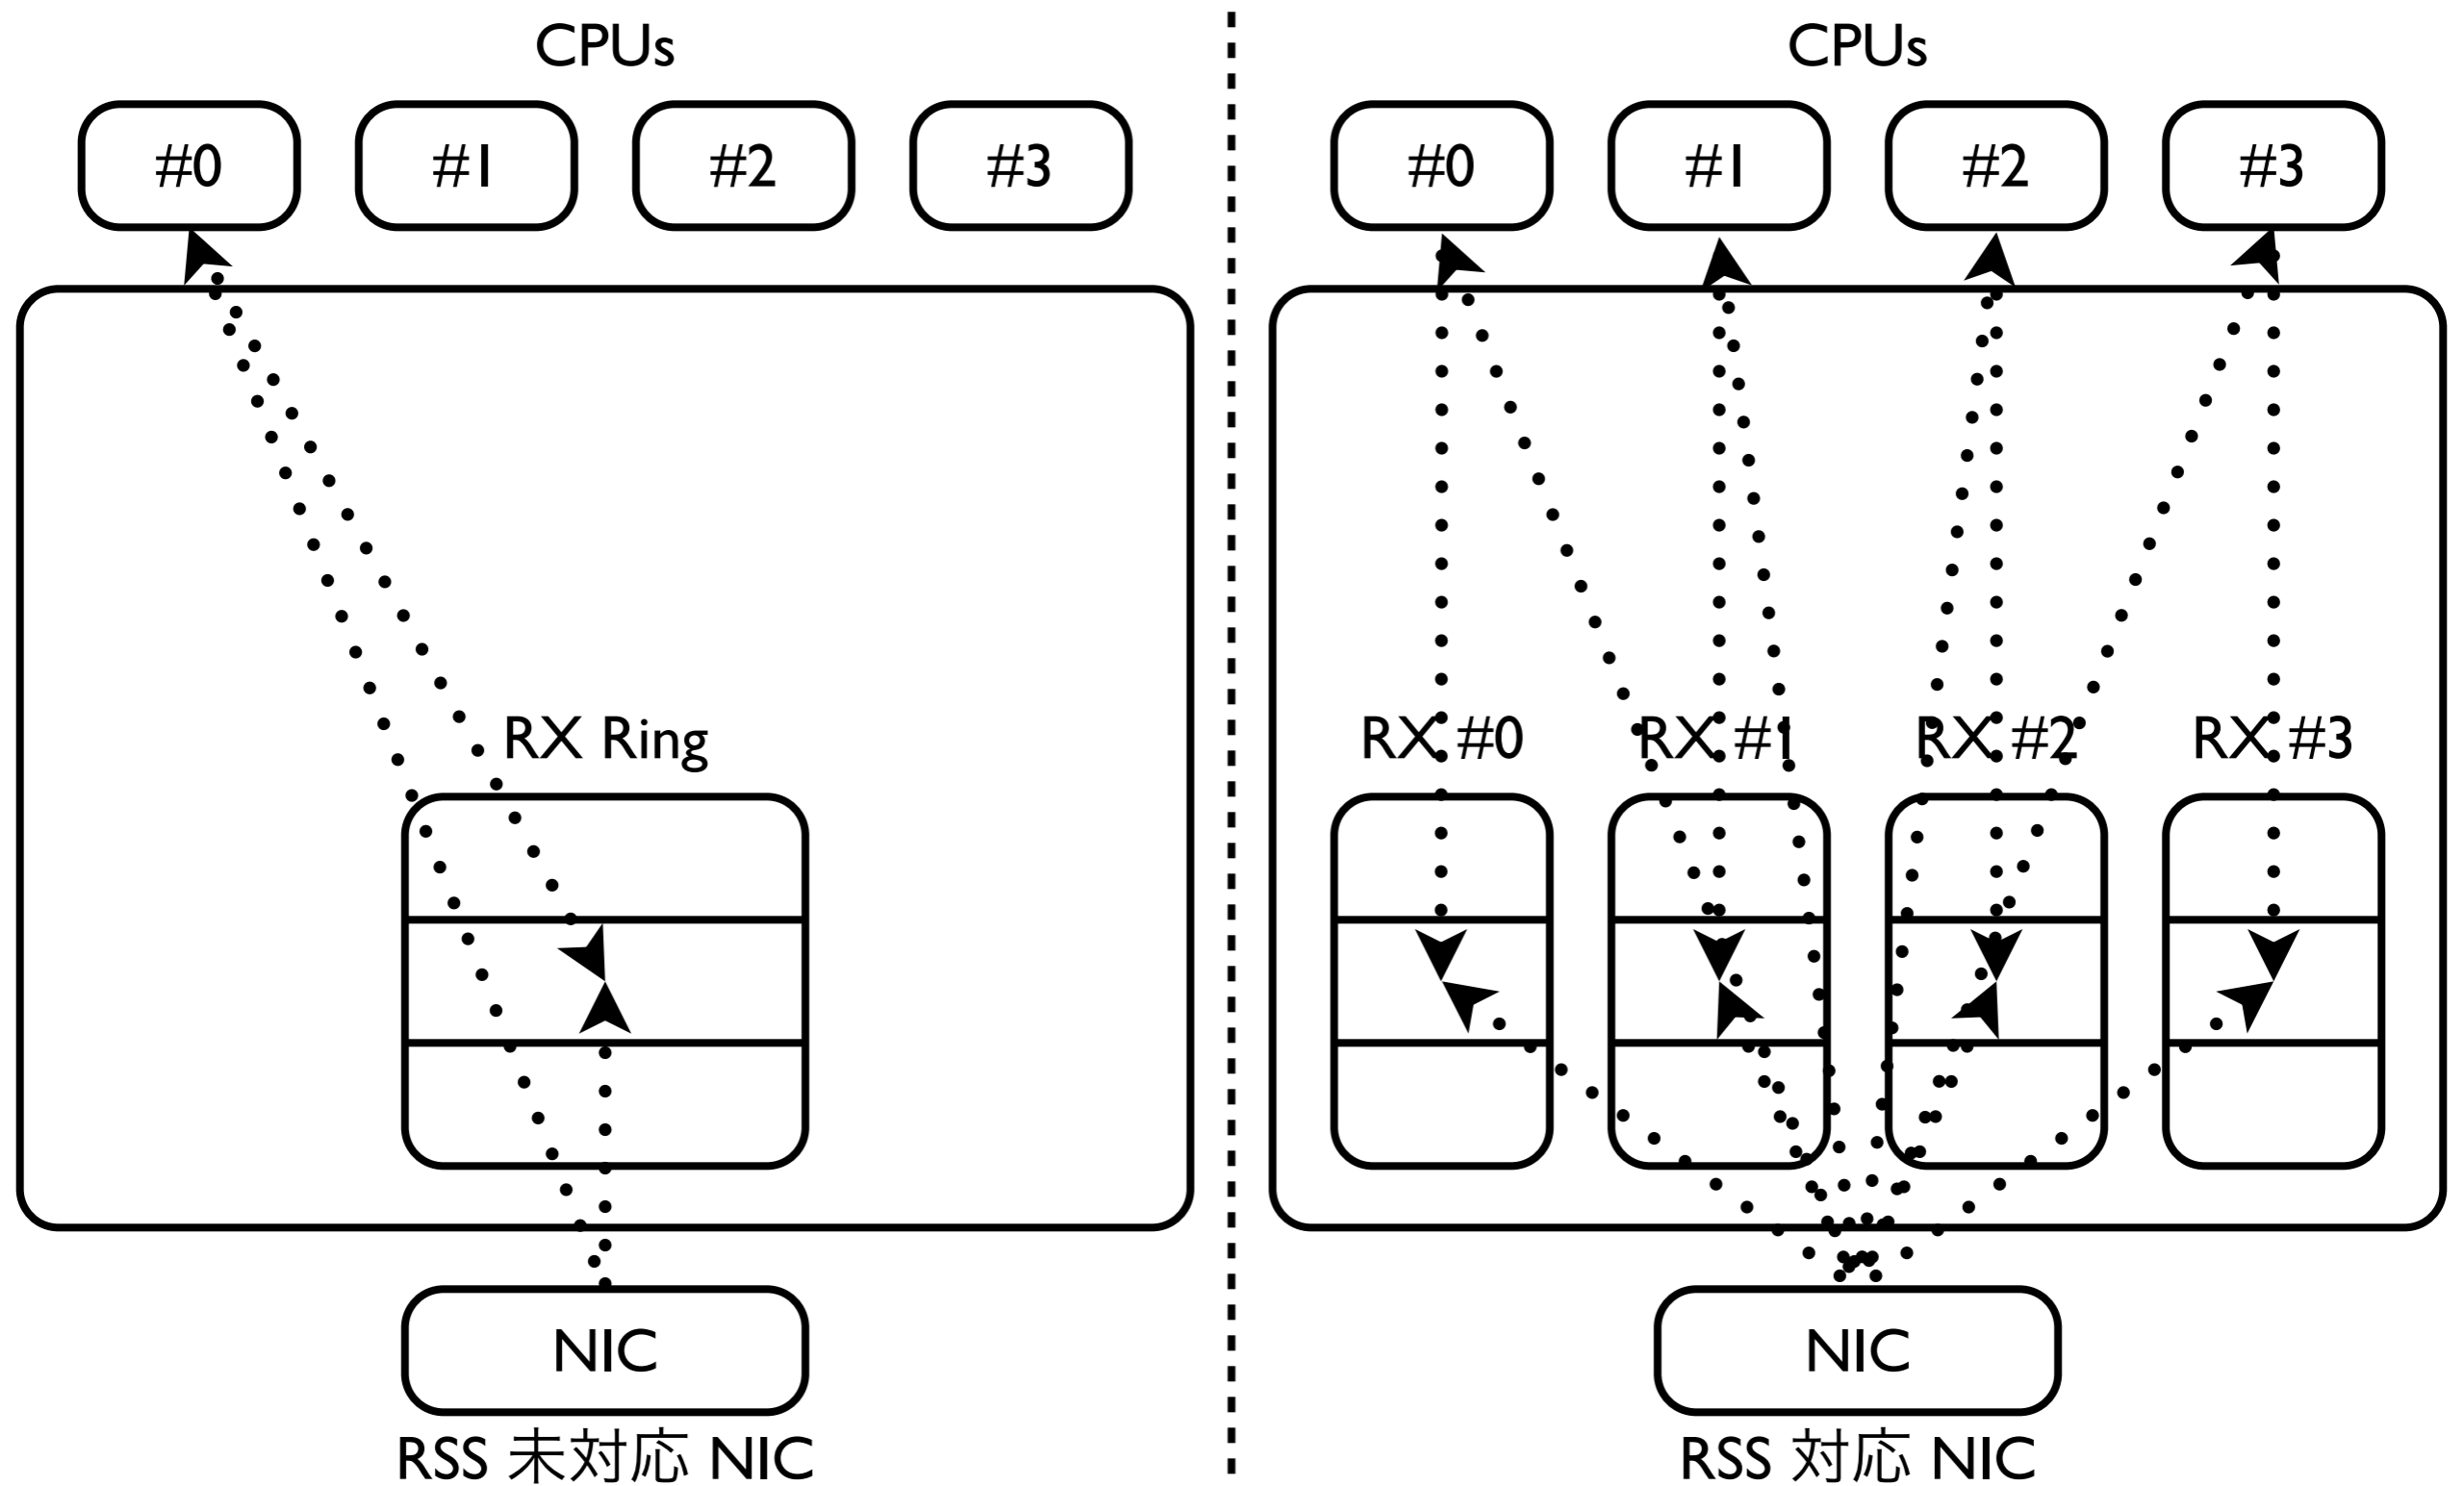 CPUs
#0 #1 #2 #3
RX Ring
NIC
RSS 未対応 NIC
CPUs
#0 #1 #2 #3
RX #0 RX #1 RX #2 RX #3
NIC
RSS 対応 NIC